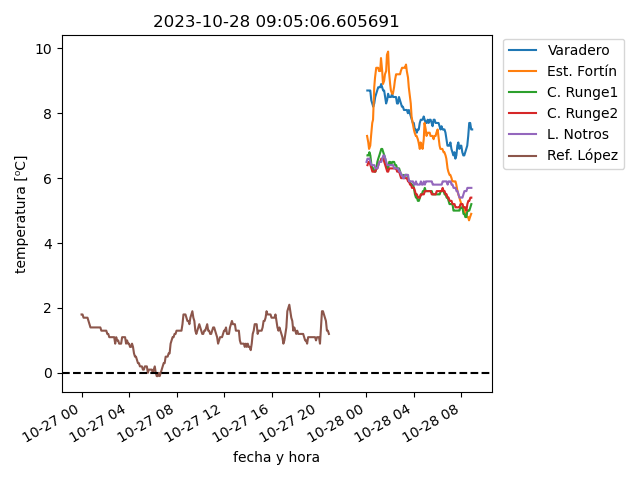 2023-10-28 09:05:06.605691
temperatura [ºC]
10
8
6
4
2
0
10-27 00
10-27 04
10-27 08
10-27 12
10-27 16
10-27 20
10-28 00
10-28 04
10-28 08
fecha y hora
Varadero
Est. Fortín
C. Runge1
C. Runge2
L. Notros
Ref. López